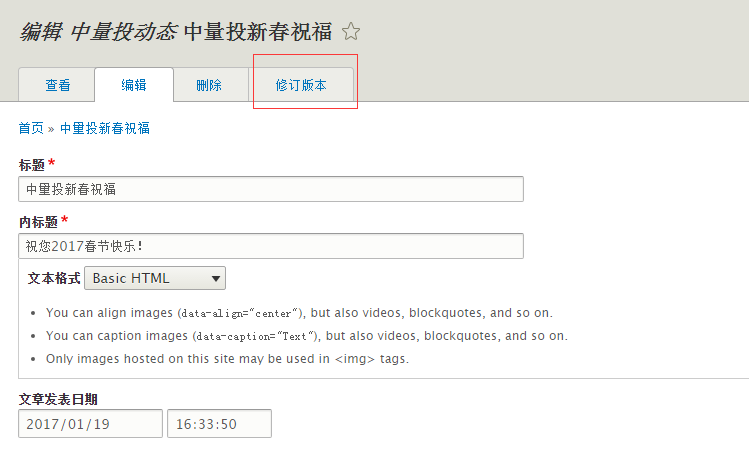 编辑 中量投动态 中量投新春祝福
查看 编辑 删除 修订版本
首页 » 中量投新春祝福
标题 *
中量投新春祝福
内标题 *
祝您2017春节快乐!
文本格式 Basic HTML
You can align images (data-align="center"), but also videos, blockquotes, and so on.
You can caption images (data-caption="Text"), but also videos, blockquotes, and so on.
Only images hosted on this site may be used in <img> tags.
文章发表日期
2017/01/19 16:33:50